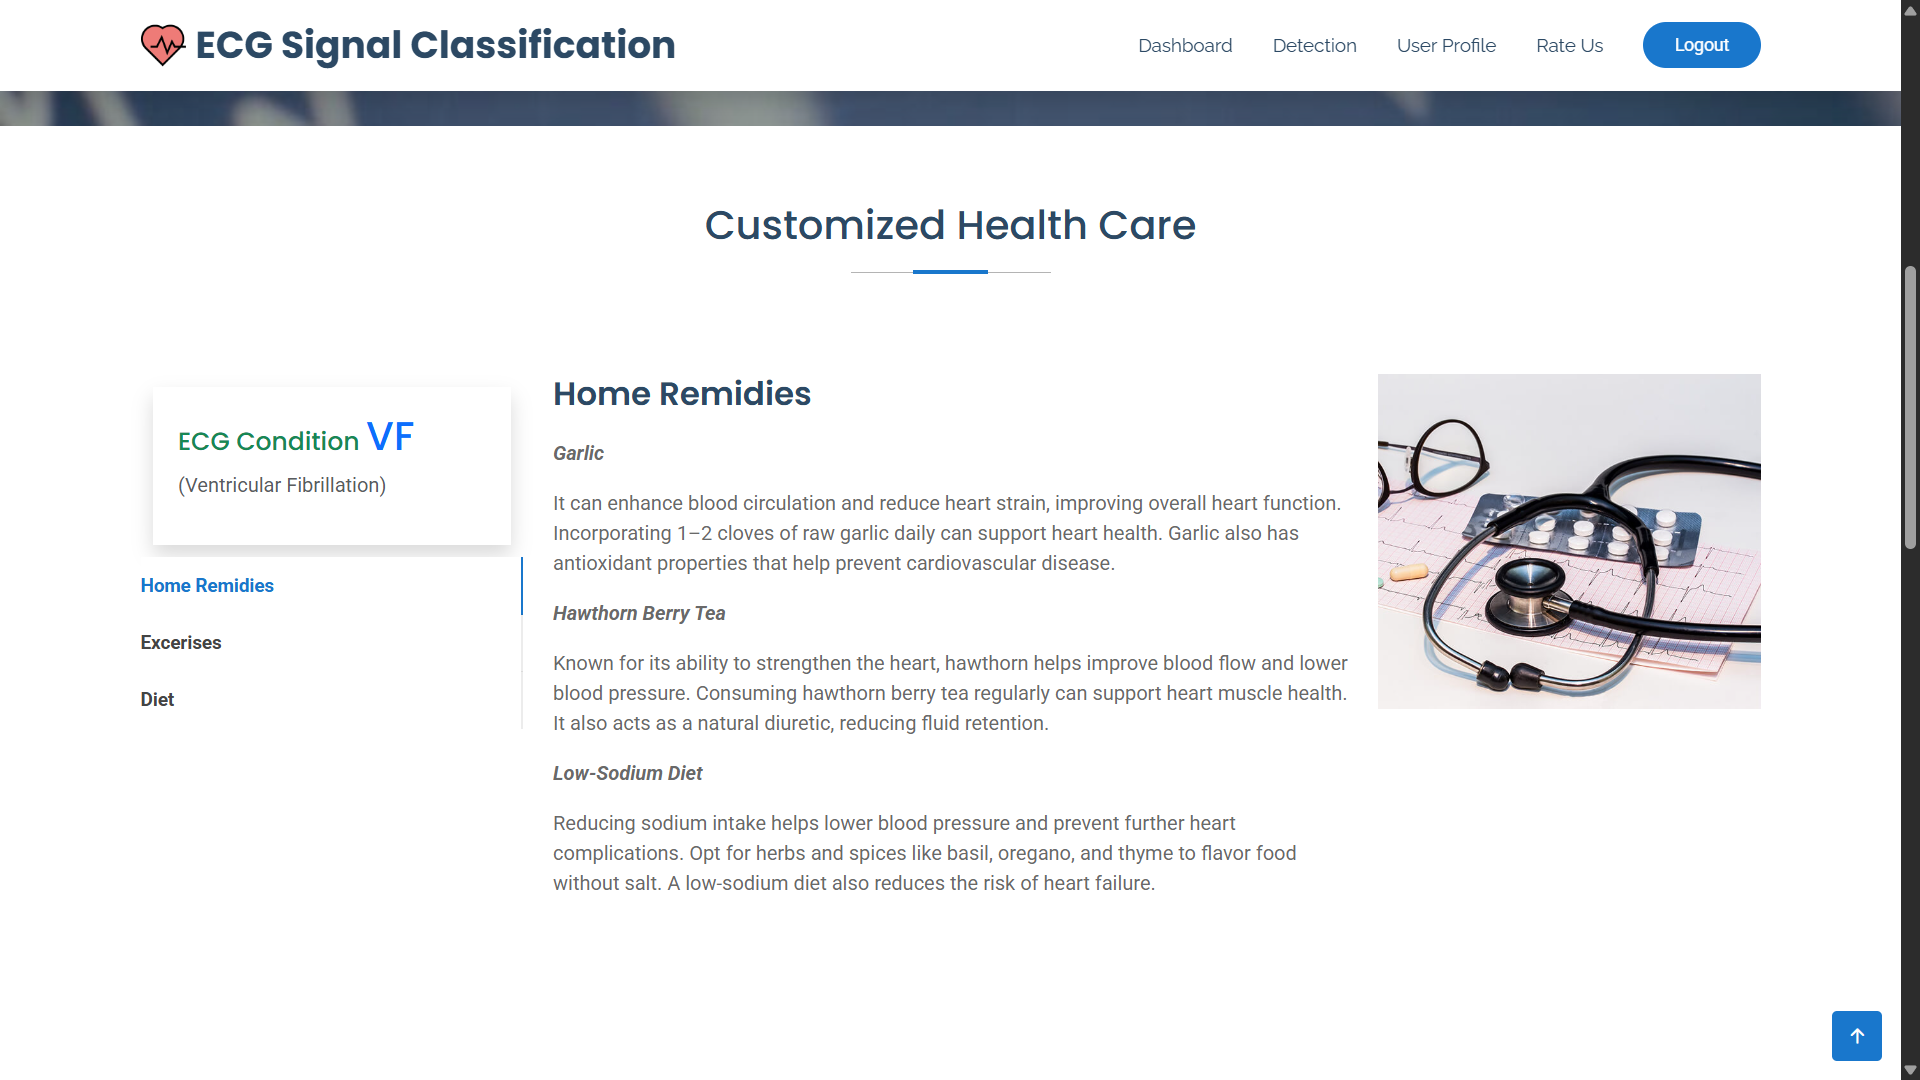 ECG Signal Classification
Dashboard
Detection
User Profile
Rate Us
Logout
Customized Health Care
ECG Condition VF
(Ventricular Fibrillation)
Home Remidies
Excerises
Diet
Home Remidies
Garlic
It can enhance blood circulation and reduce heart strain, improving overall heart function.
Incorporating 1–2 cloves of raw garlic daily can support heart health. Garlic also has
antioxidant properties that help prevent cardiovascular disease.
Hawthorn Berry Tea
Known for its ability to strengthen the heart, hawthorn helps improve blood flow and lower
blood pressure. Consuming hawthorn berry tea regularly can support heart muscle health.
It also acts as a natural diuretic, reducing fluid retention.
Low-Sodium Diet
Reducing sodium intake helps lower blood pressure and prevent further heart
complications. Opt for herbs and spices like basil, oregano, and thyme to flavor food
without salt. A low-sodium diet also reduces the risk of heart failure.